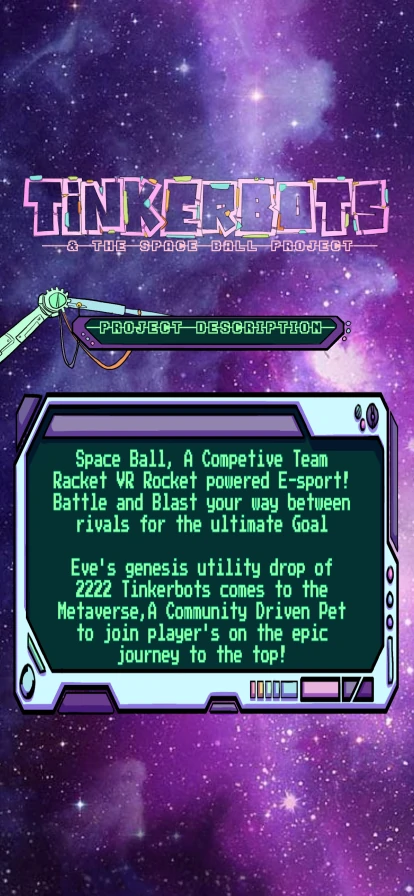 TiNKERBOTS
& THE SPACE BALL PROJECT
PROJECT DESCRIPTION
Space Ball, A Competive Team
Racket VR Rocket powered E-sport!
Battle and Blast your way between
rivals for the ultimate Goal
Eve's genesis utility drop of
2222 Tinkerbots comes to the
Metaverse,A Community Driven Pet
to join player's on the epic
journey to the top!